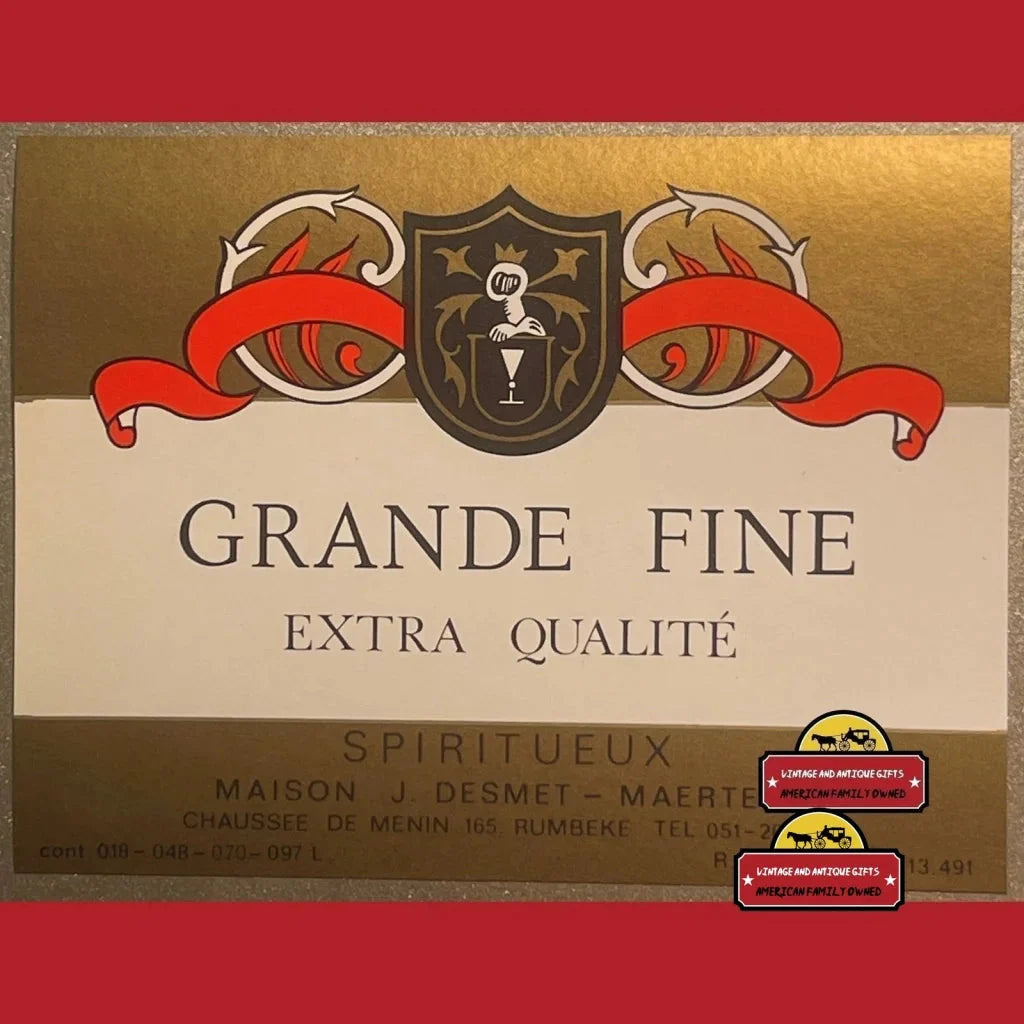 GRANDE FINE
EXTRA QUALITÉ
SPIRITUEUX
MAISON J. DESMET – MAERTE
CHAUSSEE DE MENIN 165. RUMBEKE TEL 051-2
cont 018 – 048 – 070 – 097 L
R 13.491
VINTAGE AND ANTIQUE GIFTS
AMERICAN FAMILY OWNED
VINTAGE AND ANTIQUE GIFTS
AMERICAN FAMILY OWNED